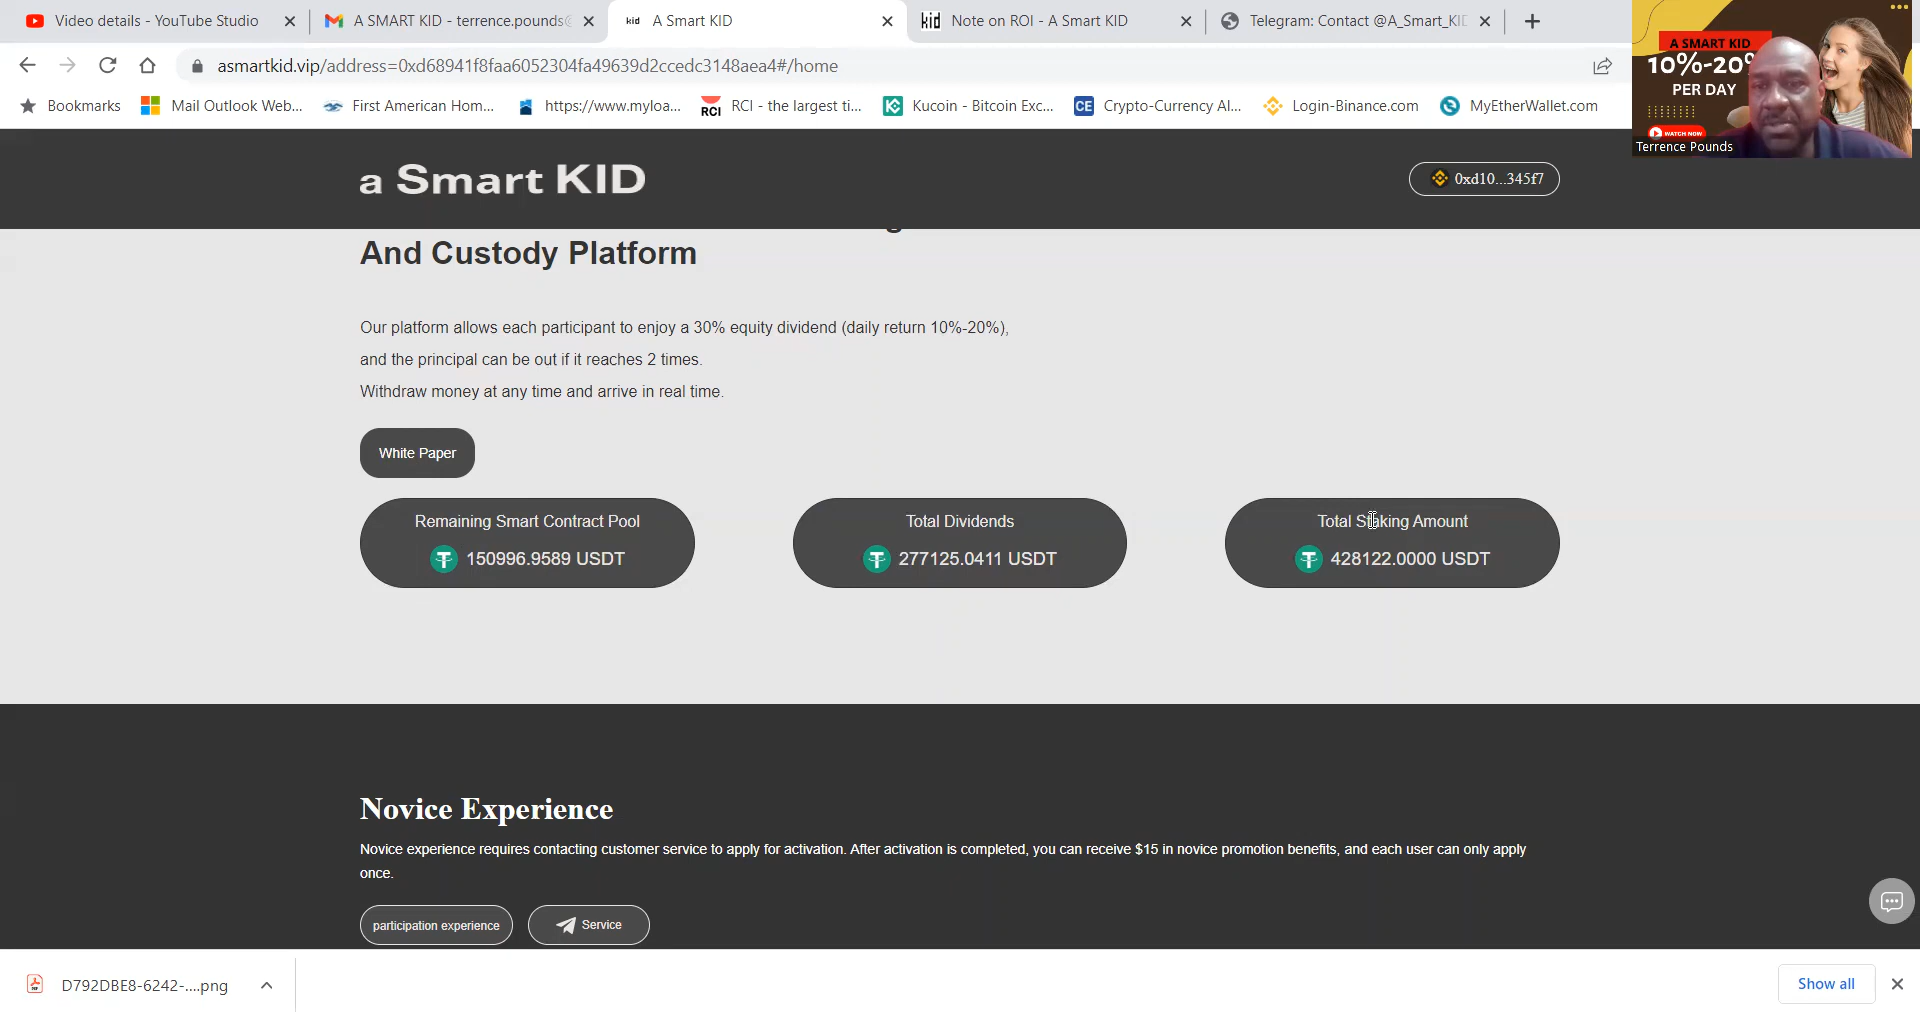 Video details - YouTube Studio
A SMART KID - terrence.pounds@
kid A Smart KID
kid Note on ROI - A Smart KID
Telegram: Contact @A_Smart_KI
asmartkid.vip/address=0xd68941f8faa6052304fa49639d2ccedc3148aea4#/home
Bookmarks
Mail Outlook Web...
First American Hom...
https://www.myloa...
RCI RCI - the largest ti...
Kucoin - Bitcoin Exc...
CE Crypto-Currency Al...
Login-Binance.com
MyEtherWallet.com
A SMART KID
10%-20%
PER DAY
WATCH NOW
Terrence Pounds
a Smart KID
0xd10...345f7
And Custody Platform
Our platform allows each participant to enjoy a 30% equity dividend (daily return 10%-20%),
and the principal can be out if it reaches 2 times.
Withdraw money at any time and arrive in real time.
White Paper
Remaining Smart Contract Pool
150996.9589 USDT
Total Dividends
277125.0411 USDT
Total Staking Amount
428122.0000 USDT
Novice Experience
Novice experience requires contacting customer service to apply for activation. After activation is completed, you can receive $15 in novice promotion benefits, and each user can only apply
once.
participation experience
Service
D792DBE8-6242-....png
Show all